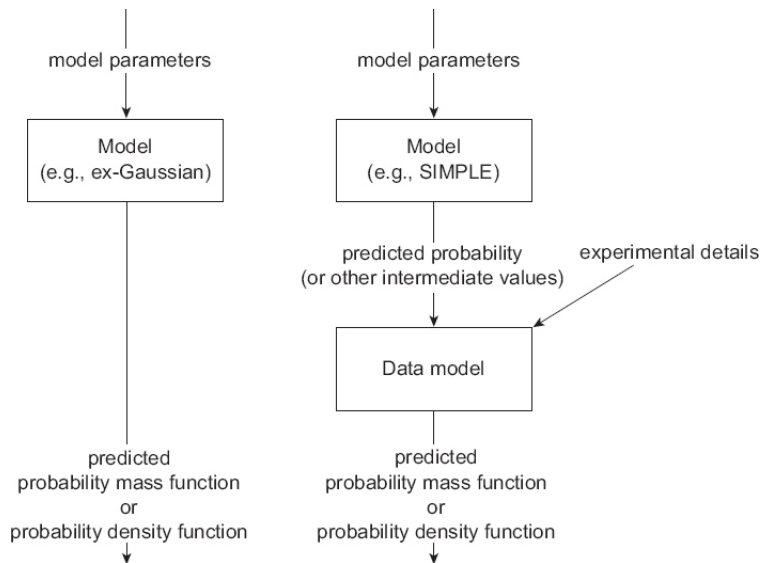 model parameters
Model
(e.g., ex-Gaussian)
predicted
probability mass function
or
probability density function
model parameters
Model
(e.g., SIMPLE)
predicted probability
(or other intermediate values)
experimental details
Data model
predicted
probability mass function
or
probability density function